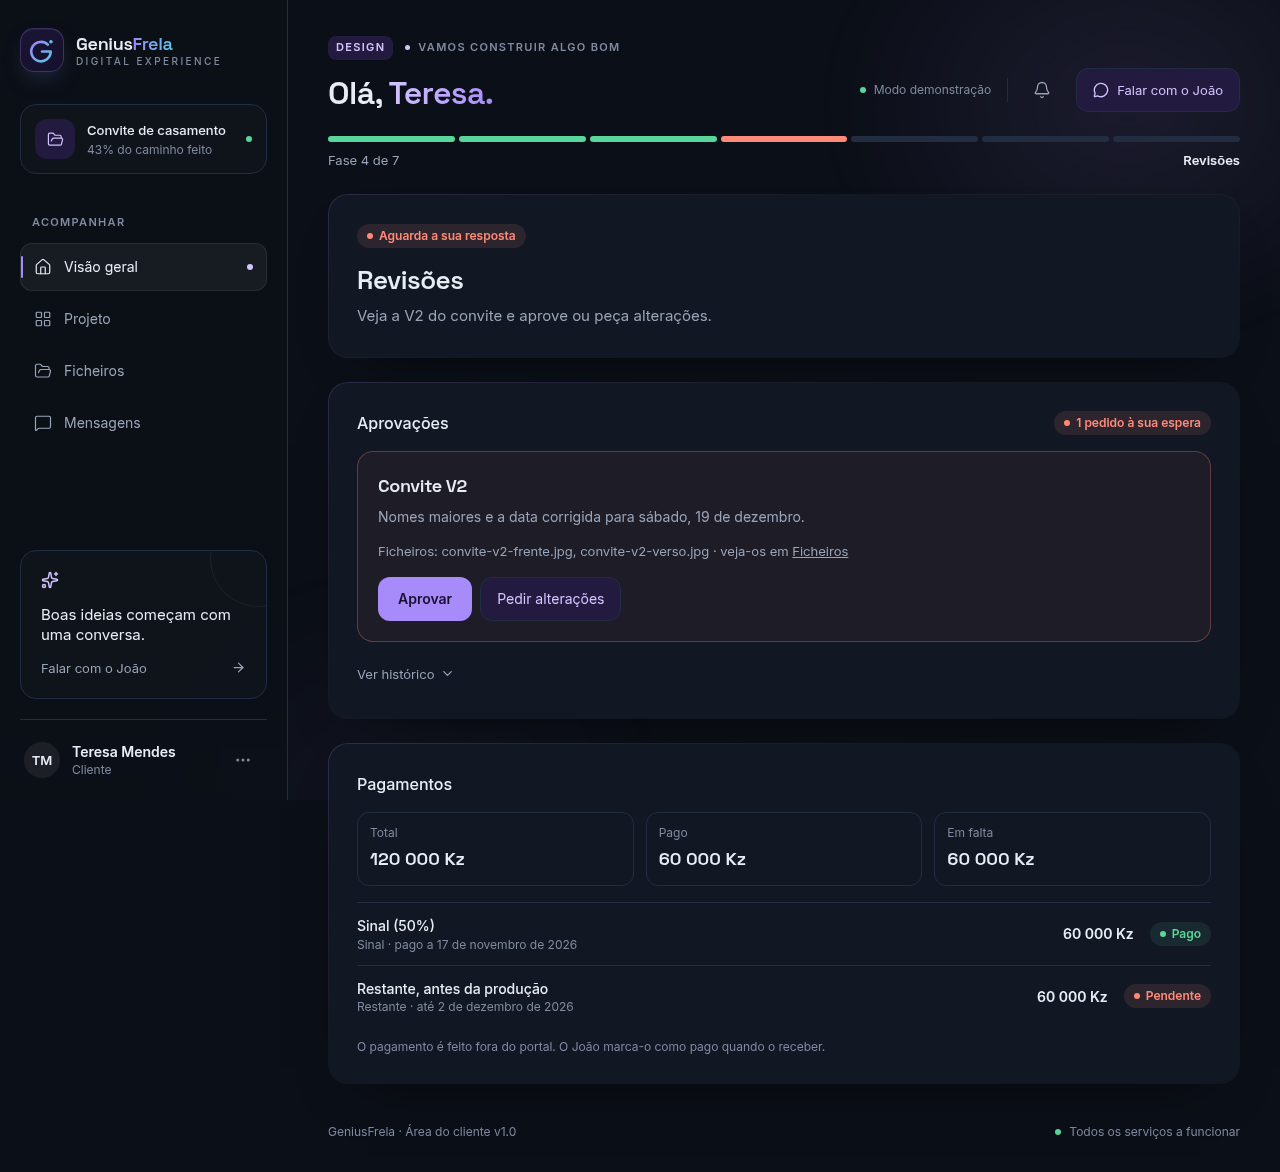 GeniusFrela
DIGITAL EXPERIENCE
Convite de casamento
43% do caminho feito
ACOMPANHAR
Visão geral
Projeto
Ficheiros
Mensagens
Boas ideias começam com
uma conversa.
Falar com o João
TM
Teresa Mendes
Cliente
DESIGN
VAMOS CONSTRUIR ALGO BOM
Olá, Teresa.
Modo demonstração
Falar com o João
Fase 4 de 7
Revisões
Aguarda a sua resposta
Revisões
Veja a V2 do convite e aprove ou peça alterações.
Aprovações
1 pedido à sua espera
Convite V2
Nomes maiores e a data corrigida para sábado, 19 de dezembro.
Ficheiros: convite-v2-frente.jpg, convite-v2-verso.jpg · veja-os em Ficheiros
Aprovar
Pedir alterações
Ver histórico
Pagamentos
Total
120 000 Kz
Pago
60 000 Kz
Em falta
60 000 Kz
Sinal (50%)
Sinal · pago a 17 de novembro de 2026
60 000 Kz
Pago
Restante, antes da produção
Restante · até 2 de dezembro de 2026
60 000 Kz
Pendente
O pagamento é feito fora do portal. O João marca-o como pago quando o receber.
GeniusFrela · Área do cliente v1.0
Todos os serviços a funcionar